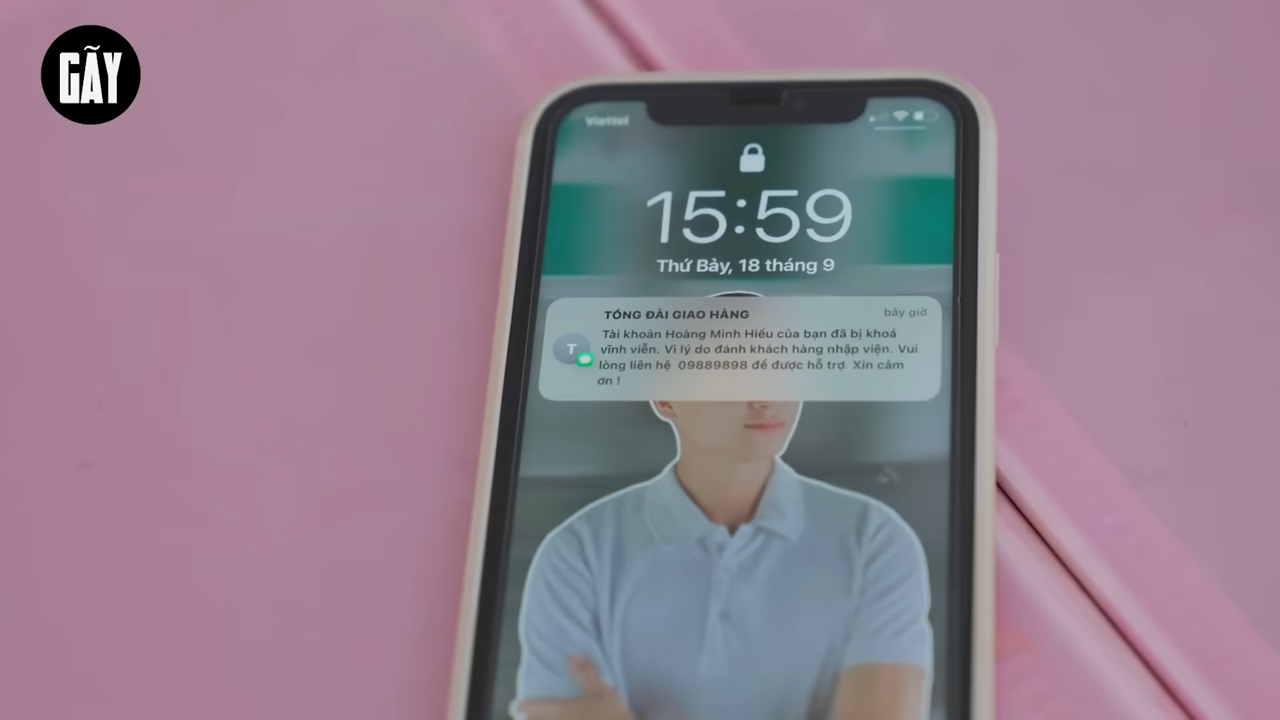 GÃY
Viettel
15:59
Thứ Bảy, 18 tháng 9
TỔNG ĐÀI GIAO HÀNG
bây giờ
T
Tài khoản Hoàng Minh Hiếu của bạn đã bị khoá
vĩnh viễn. Vì lý do đánh khách hàng nhập viện. Vui
lòng liên hệ 09889898 để được hỗ trợ Xin cảm
ơn !